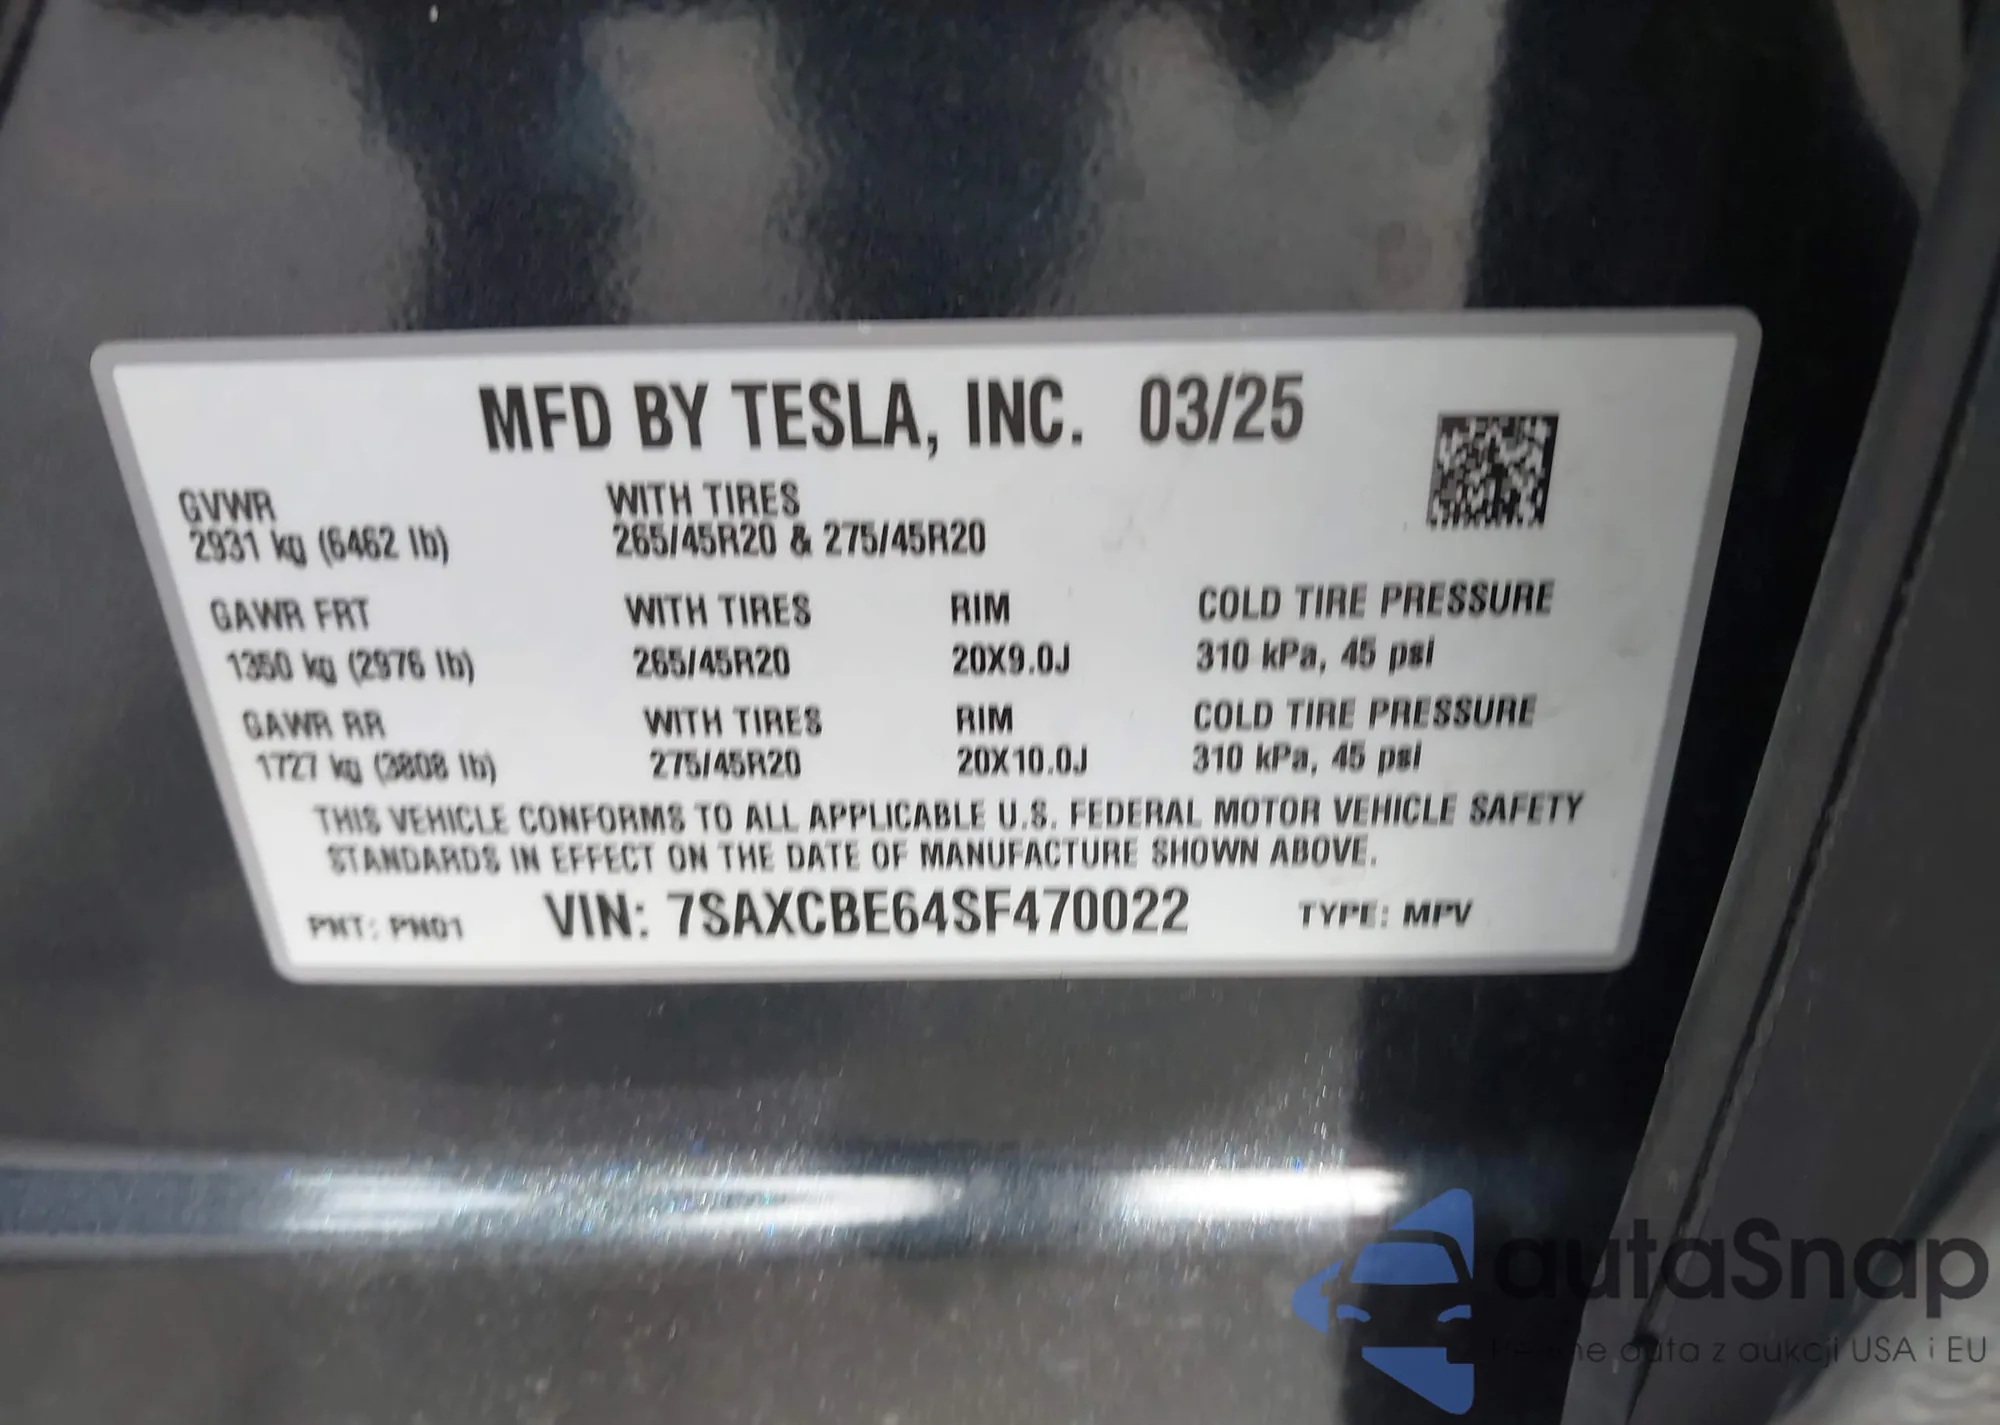 MFD BY TESLA, INC. 03/25
GVWR WITH TIRES
2931 kg (6462 lb) 265/45R20 & 275/45R20
GAWR FRT WITH TIRES RIM COLD TIRE PRESSURE
1350 kg (2976 lb) 265/45R20 20X9.0J 310 kPa, 45 psi
GAWR RR WITH TIRES RIM COLD TIRE PRESSURE
1727 kg (3808 lb) 275/45R20 20X10.0J 310 kPa, 45 psi
THIS VEHICLE CONFORMS TO ALL APPLICABLE U.S. FEDERAL MOTOR VEHICLE SAFETY
STANDARDS IN EFFECT ON THE DATE OF MANUFACTURE SHOWN ABOVE.
PNT: PN01 VIN: 7SAXCBE64SF470022 TYPE: MPV
autaSnap
auta z aukcji USA i EU